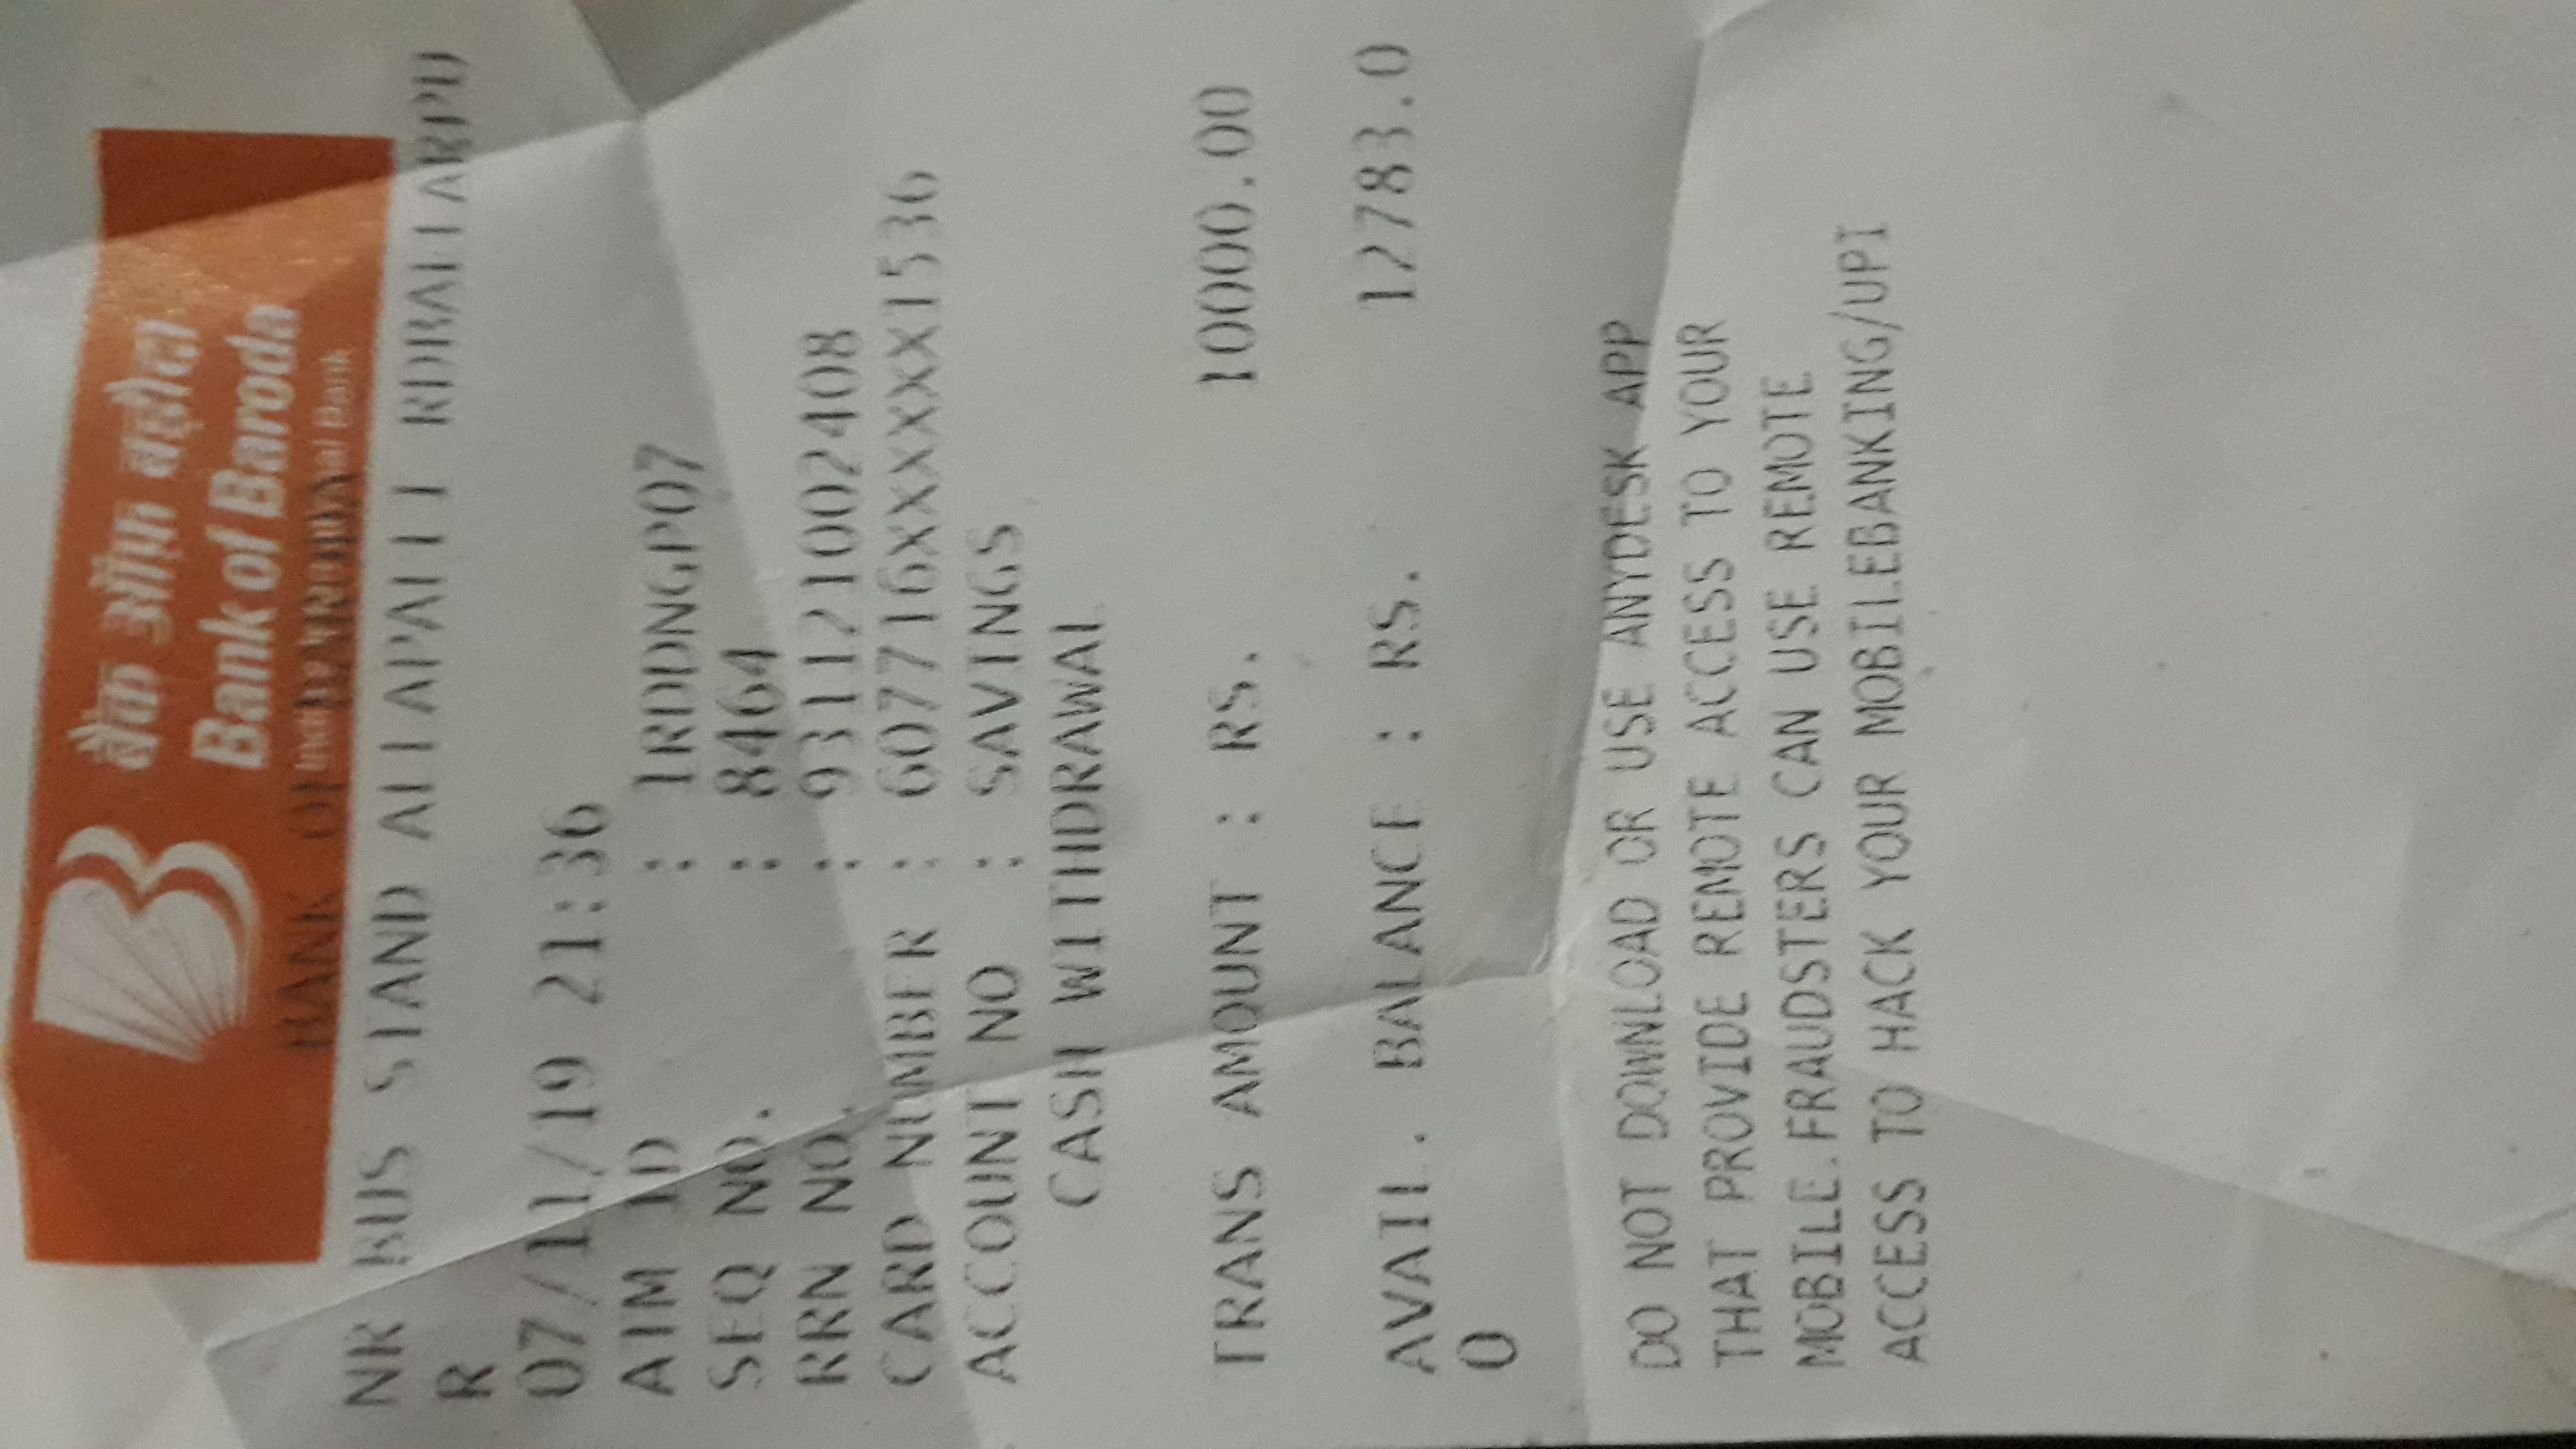 बैंक ऑफ़ बड़ौदा
Bank of Baroda
India's International Bank
BANK OF BARODA
NR BUS STAND ALLAPALLI RDBALLARPU
R
07/11/19 21:36
ATM ID : 1RDDNGP07
SEQ NO. : 8464
RRN NO. : 931121002408
CARD NUMBER : 607716XXXXXX1536
ACCOUNT NO : SAVINGS
CASH WITHDRAWAL
TRANS AMOUNT : RS. 10000.00
AVAIL. BALANCE : RS. 12783.0
0
DO NOT DOWNLOAD OR USE ANYDESK APP
THAT PROVIDE REMOTE ACCESS TO YOUR
MOBILE.FRAUDSTERS CAN USE REMOTE
ACCESS TO HACK YOUR MOBILEBANKING/UPI